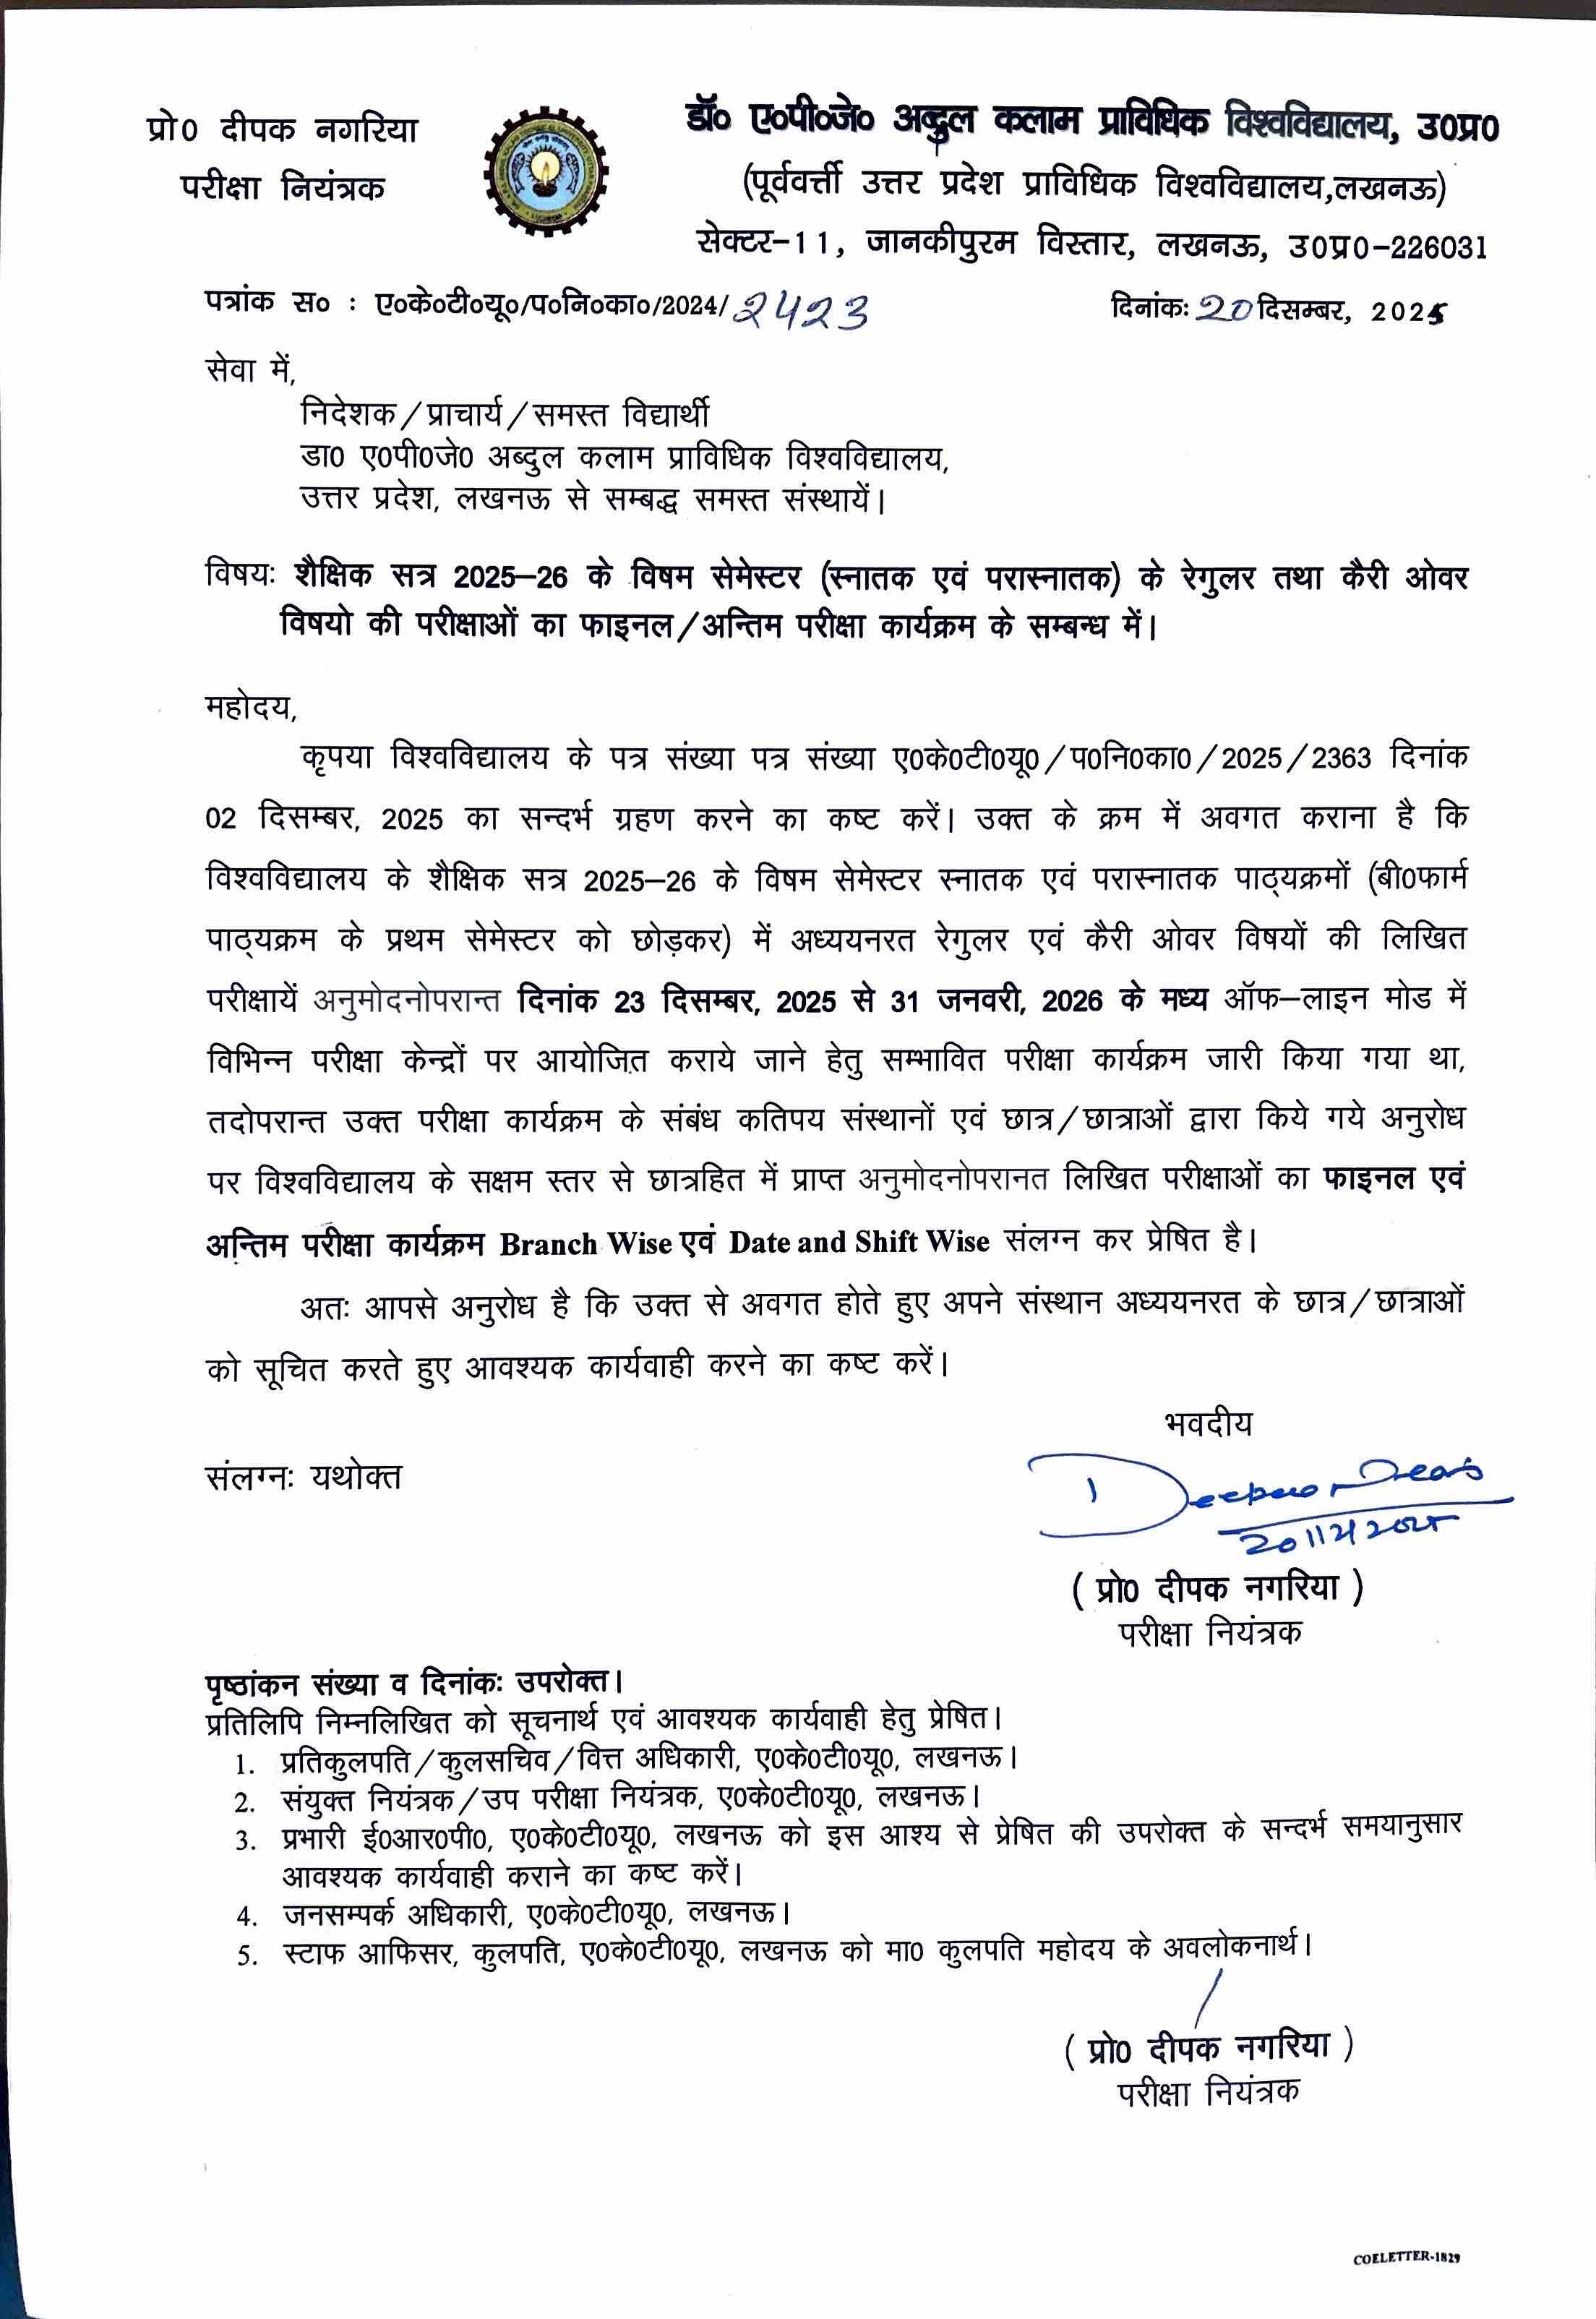 प्रो0 दीपक नगरिया
परीक्षा नियंत्रक
डॉ० ए०पी०जे० अब्दुल कलाम प्राविधिक विश्वविद्यालय, उ0प्र0
(पूर्ववर्त्ती उत्तर प्रदेश प्राविधिक विश्वविद्यालय,लखनऊ)
सेक्टर-11, जानकीपुरम विस्तार, लखनऊ, उ0प्र0-226031
पत्रांक स० : ए०के०टी०यू०/प०नि०का०/2024/2423
दिनांकः 20 दिसम्बर, 2025
सेवा में,
निदेशक/प्राचार्य/समस्त विद्यार्थी
डा0 ए0पी0जे0 अब्दुल कलाम प्राविधिक विश्वविद्यालय,
उत्तर प्रदेश, लखनऊ से सम्बद्ध समस्त संस्थायें।
विषयः शैक्षिक सत्र 2025–26 के विषम सेमेस्टर (स्नातक एवं परास्नातक) के रेगुलर तथा कैरी ओवर
विषयो की परीक्षाओं का फाइनल/अन्तिम परीक्षा कार्यक्रम के सम्बन्ध में।
महोदय,
कृपया विश्वविद्यालय के पत्र संख्या पत्र संख्या ए0के0टी0यू0/प0नि0का0/2025/2363 दिनांक
02 दिसम्बर, 2025 का सन्दर्भ ग्रहण करने का कष्ट करें। उक्त के क्रम में अवगत कराना है कि
विश्वविद्यालय के शैक्षिक सत्र 2025–26 के विषम सेमेस्टर स्नातक एवं परास्नातक पाठ्यक्रमों (बी0फार्म
पाठ्यक्रम के प्रथम सेमेस्टर को छोड़कर) में अध्ययनरत रेगुलर एवं कैरी ओवर विषयों की लिखित
परीक्षायें अनुमोदनोपरान्त दिनांक 23 दिसम्बर, 2025 से 31 जनवरी, 2026 के मध्य ऑफ–लाइन मोड में
विभिन्न परीक्षा केन्द्रों पर आयोजित कराये जाने हेतु सम्भावित परीक्षा कार्यक्रम जारी किया गया था,
तदोपरान्त उक्त परीक्षा कार्यक्रम के संबंध कतिपय संस्थानों एवं छात्र/छात्राओं द्वारा किये गये अनुरोध
पर विश्वविद्यालय के सक्षम स्तर से छात्रहित में प्राप्त अनुमोदनोपरानत लिखित परीक्षाओं का फाइनल एवं
अन्तिम परीक्षा कार्यक्रम Branch Wise एवं Date and Shift Wise संलग्न कर प्रेषित है।
अतः आपसे अनुरोध है कि उक्त से अवगत होते हुए अपने संस्थान अध्ययनरत के छात्र/छात्राओं
को सूचित करते हुए आवश्यक कार्यवाही करने का कष्ट करें।
भवदीय
संलग्नः यथोक्त
20/12/2025
( प्रो0 दीपक नगरिया )
परीक्षा नियंत्रक
पृष्ठांकन संख्या व दिनांकः उपरोक्त।
प्रतिलिपि निम्नलिखित को सूचनार्थ एवं आवश्यक कार्यवाही हेतु प्रेषित।
1. प्रतिकुलपति/कुलसचिव/वित्त अधिकारी, ए0के0टी0यू0, लखनऊ।
2. संयुक्त नियंत्रक/उप परीक्षा नियंत्रक, ए0के0टी0यू0, लखनऊ।
3. प्रभारी ई0आर0पी0, ए0के0टी0यू0, लखनऊ को इस आश्य से प्रेषित की उपरोक्त के सन्दर्भ समयानुसार
आवश्यक कार्यवाही कराने का कष्ट करें।
4. जनसम्पर्क अधिकारी, ए0के0टी0यू0, लखनऊ।
5. स्टाफ आफिसर, कुलपति, ए0के0टी0यू0, लखनऊ को मा0 कुलपति महोदय के अवलोकनार्थ।
( प्रो0 दीपक नगरिया )
परीक्षा नियंत्रक
COELETTER-1829